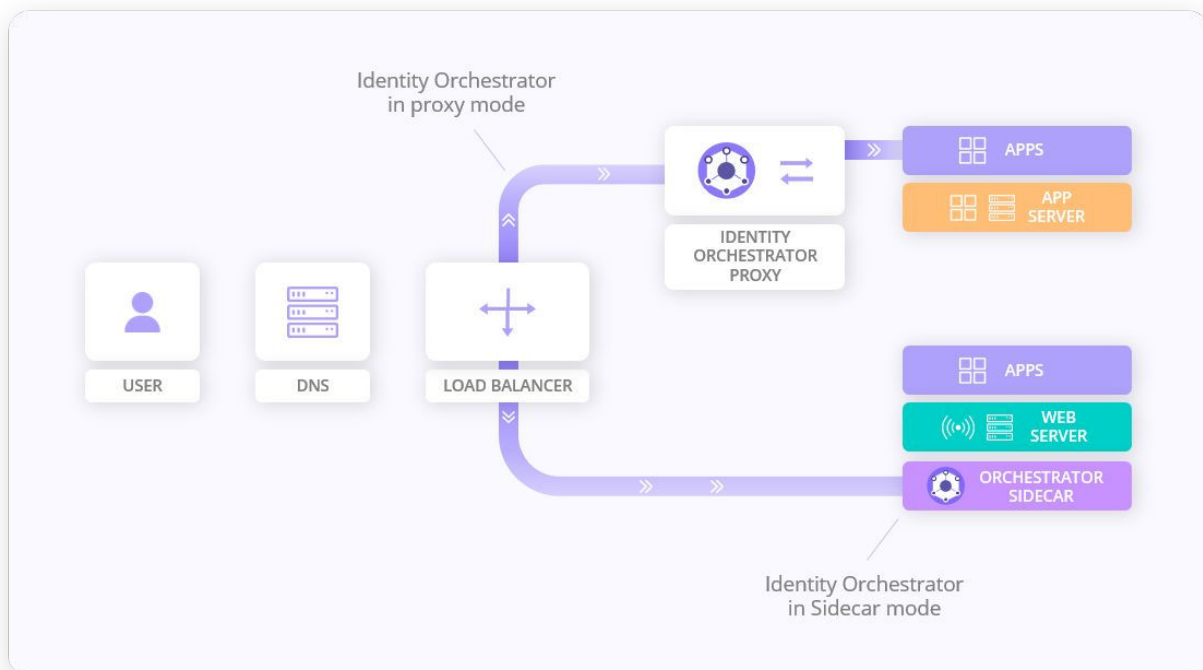 Identity Orchestrator
in proxy mode
APPS
APP
SERVER
IDENTITY
ORCHESTRATOR
PROXY
USER
DNS
LOAD BALANCER
APPS
WEB
SERVER
ORCHESTRATOR
SIDECAR
Identity Orchestrator
in Sidecar mode